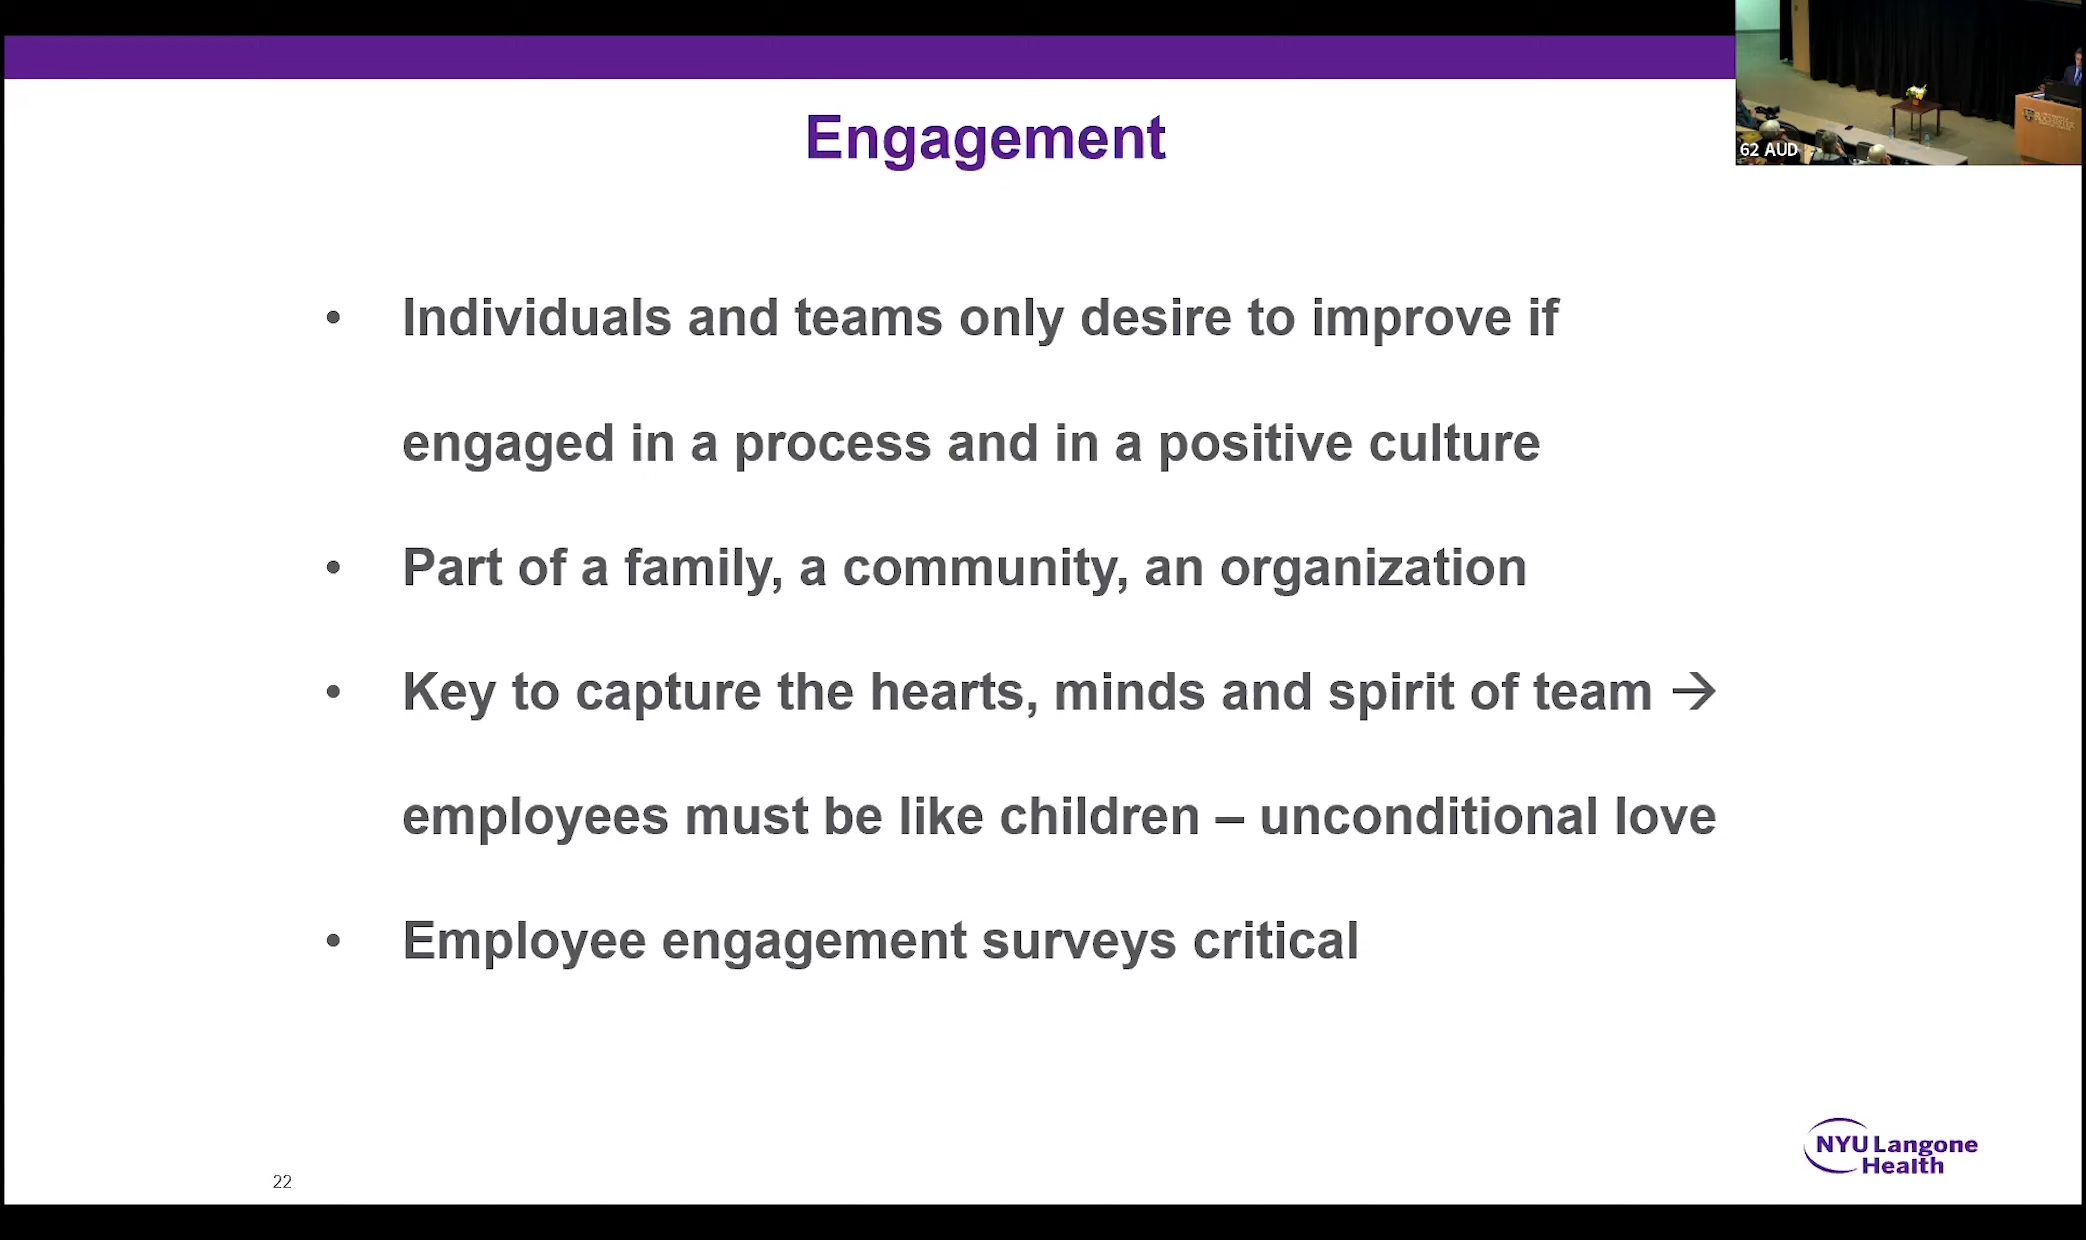 Engagement
62 AUD
• Individuals and teams only desire to improve if
engaged in a process and in a positive culture
• Part of a family, a community, an organization
• Key to capture the hearts, minds and spirit of team →
employees must be like children – unconditional love
• Employee engagement surveys critical
22
NYU Langone
Health